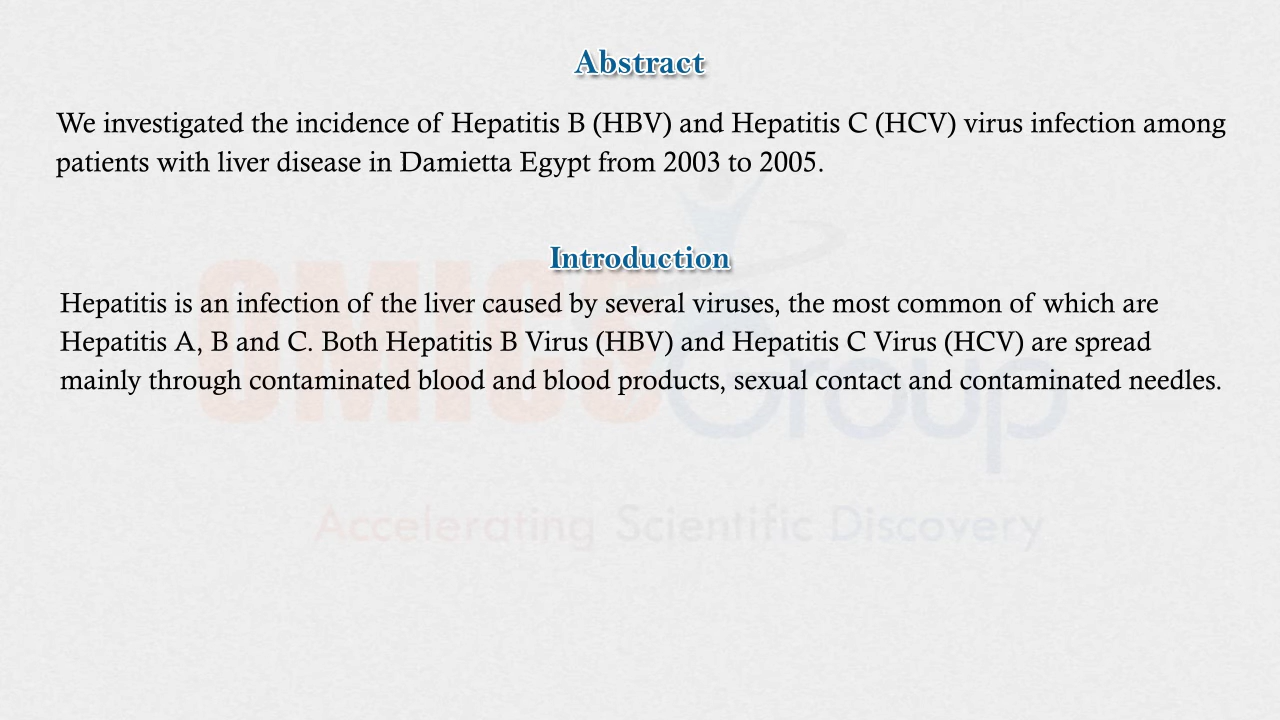 Abstract
We investigated the incidence of Hepatitis B (HBV) and Hepatitis C (HCV) virus infection among
patients with liver disease in Damietta Egypt from 2003 to 2005.
Introduction
Hepatitis is an infection of the liver caused by several viruses, the most common of which are
Hepatitis A, B and C. Both Hepatitis B Virus (HBV) and Hepatitis C Virus (HCV) are spread
mainly through contaminated blood and blood products, sexual contact and contaminated needles.
OMICS Group
Accelerating Scientific Discovery